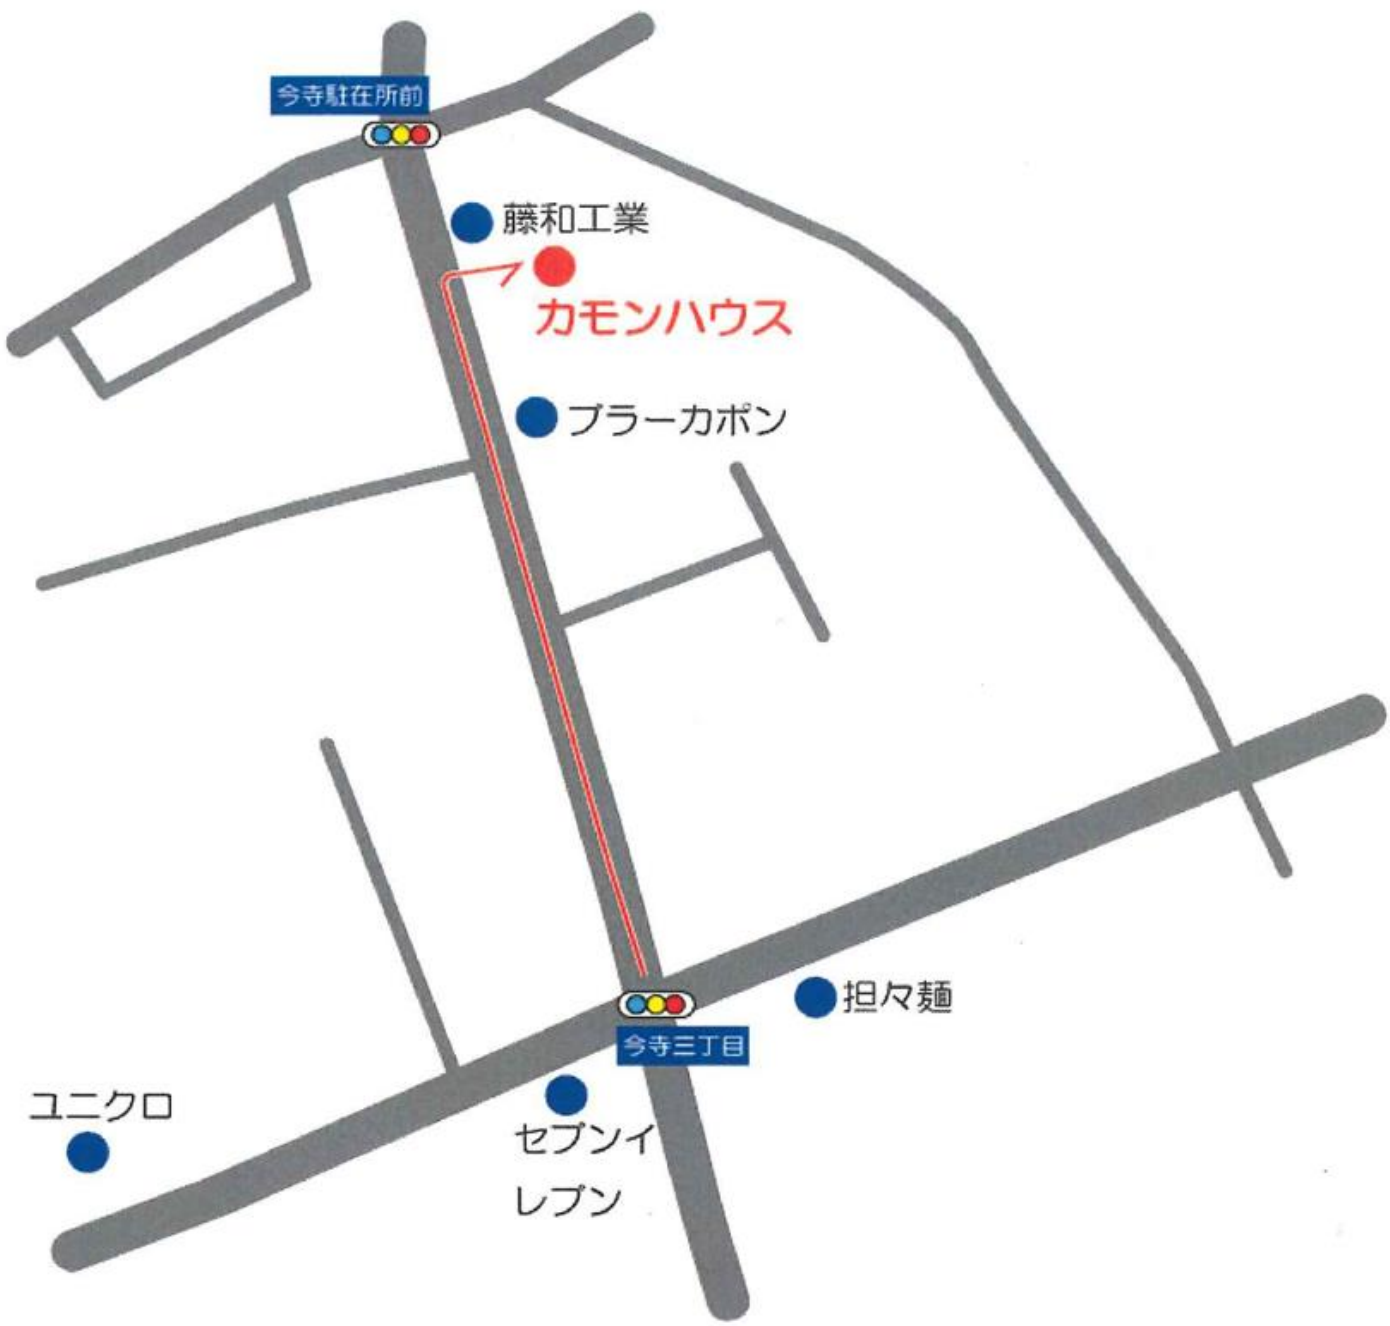 今寺駐在所前
藤和工業
カモンハウス
ブラーカポン
担々麺
今寺三丁目
ユニクロ
セブンイ
レブン